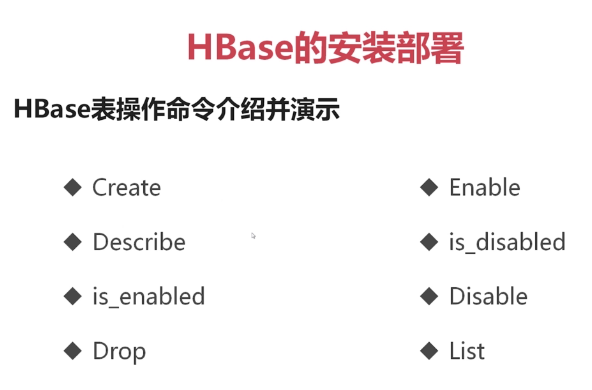 HBase的安装部署
HBase表操作命令介绍并演示
Create
Enable
Describe
is_disabled
is_enabled
Disable
Drop
List